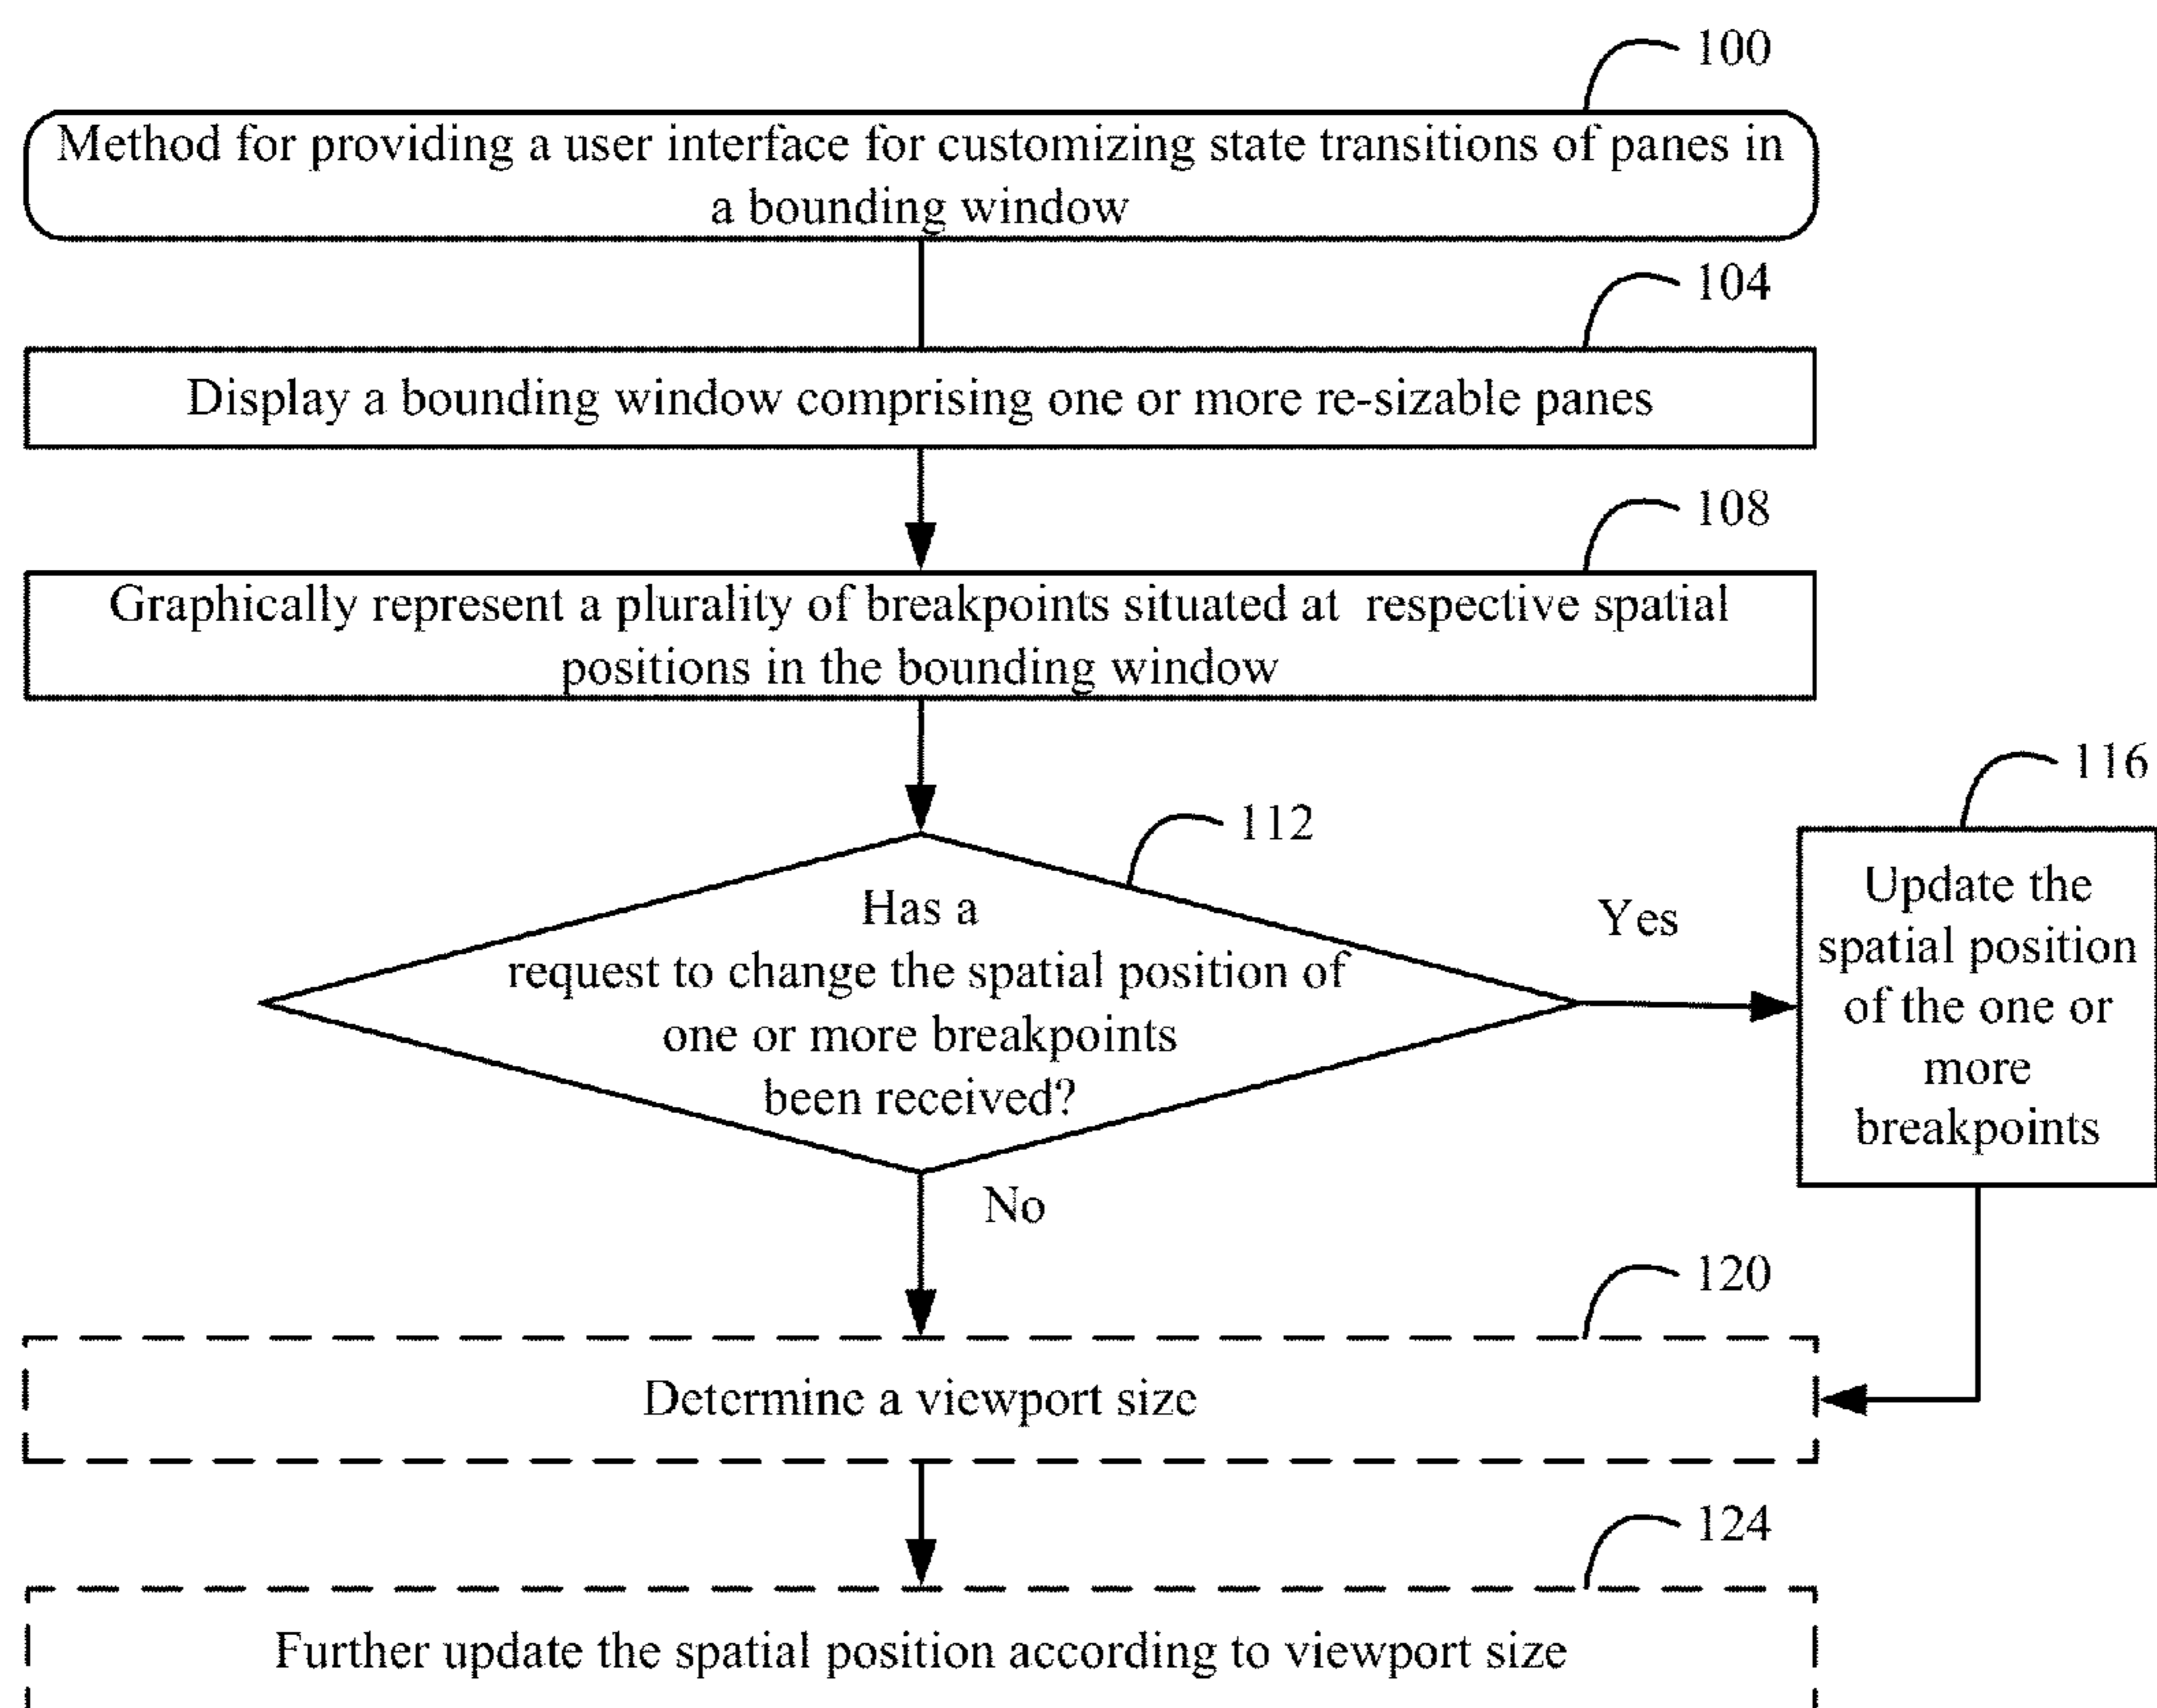 100
Method for providing a user interface for customizing state transitions of panes in
a bounding window
104
Display a bounding window comprising one or more re-sizable panes
108
Graphically represent a plurality of breakpoints situated at respective spatial
positions in the bounding window
112
Has a
request to change the spatial position of
one or more breakpoints
been received?
Yes
116
Update the
spatial position
of the one or
more
breakpoints
No
120
Determine a viewport size
124
Further update the spatial position according to viewport size